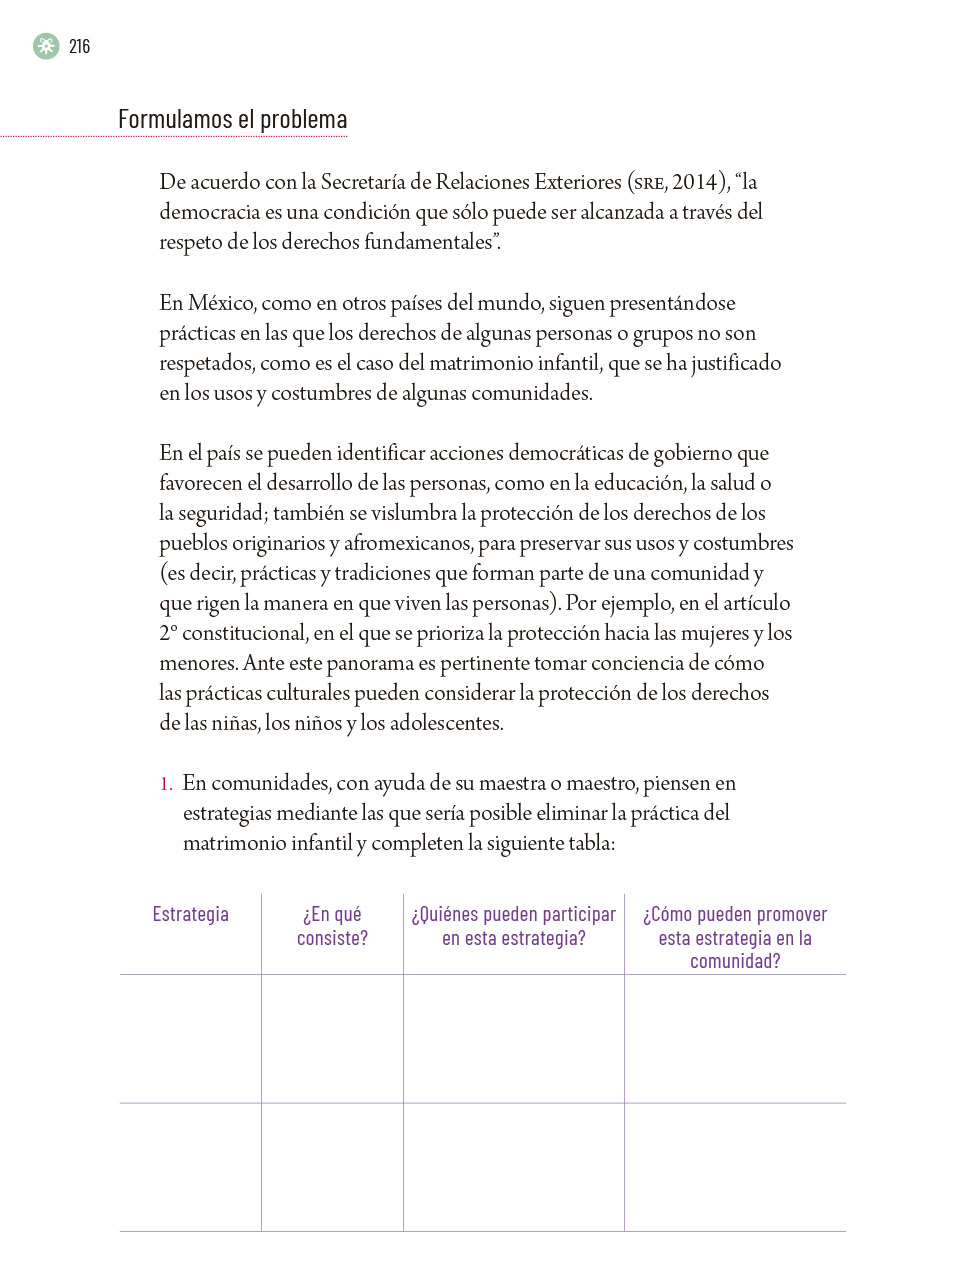 216
Formulamos el problema
De acuerdo con la Secretaría de Relaciones Exteriores (SRE, 2014), “la
democracia es una condición que sólo puede ser alcanzada a través del
respeto de los derechos fundamentales”.
En México, como en otros países del mundo, siguen presentándose
prácticas en las que los derechos de algunas personas o grupos no son
respetados, como es el caso del matrimonio infantil, que se ha justificado
en los usos y costumbres de algunas comunidades.
En el país se pueden identificar acciones democráticas de gobierno que
favorecen el desarrollo de las personas, como en la educación, la salud o
la seguridad; también se vislumbra la protección de los derechos de los
pueblos originarios y afromexicanos, para preservar sus usos y costumbres
(es decir, prácticas y tradiciones que forman parte de una comunidad y
que rigen la manera en que viven las personas). Por ejemplo, en el artículo
2° constitucional, en el que se prioriza la protección hacia las mujeres y los
menores. Ante este panorama es pertinente tomar conciencia de cómo
las prácticas culturales pueden considerar la protección de los derechos
de las niñas, los niños y los adolescentes.
1. En comunidades, con ayuda de su maestra o maestro, piensen en
estrategias mediante las que sería posible eliminar la práctica del
matrimonio infantil y completen la siguiente tabla:
Estrategia
¿En qué
consiste?
¿Quiénes pueden participar
en esta estrategia?
¿Cómo pueden promover
esta estrategia en la
comunidad?